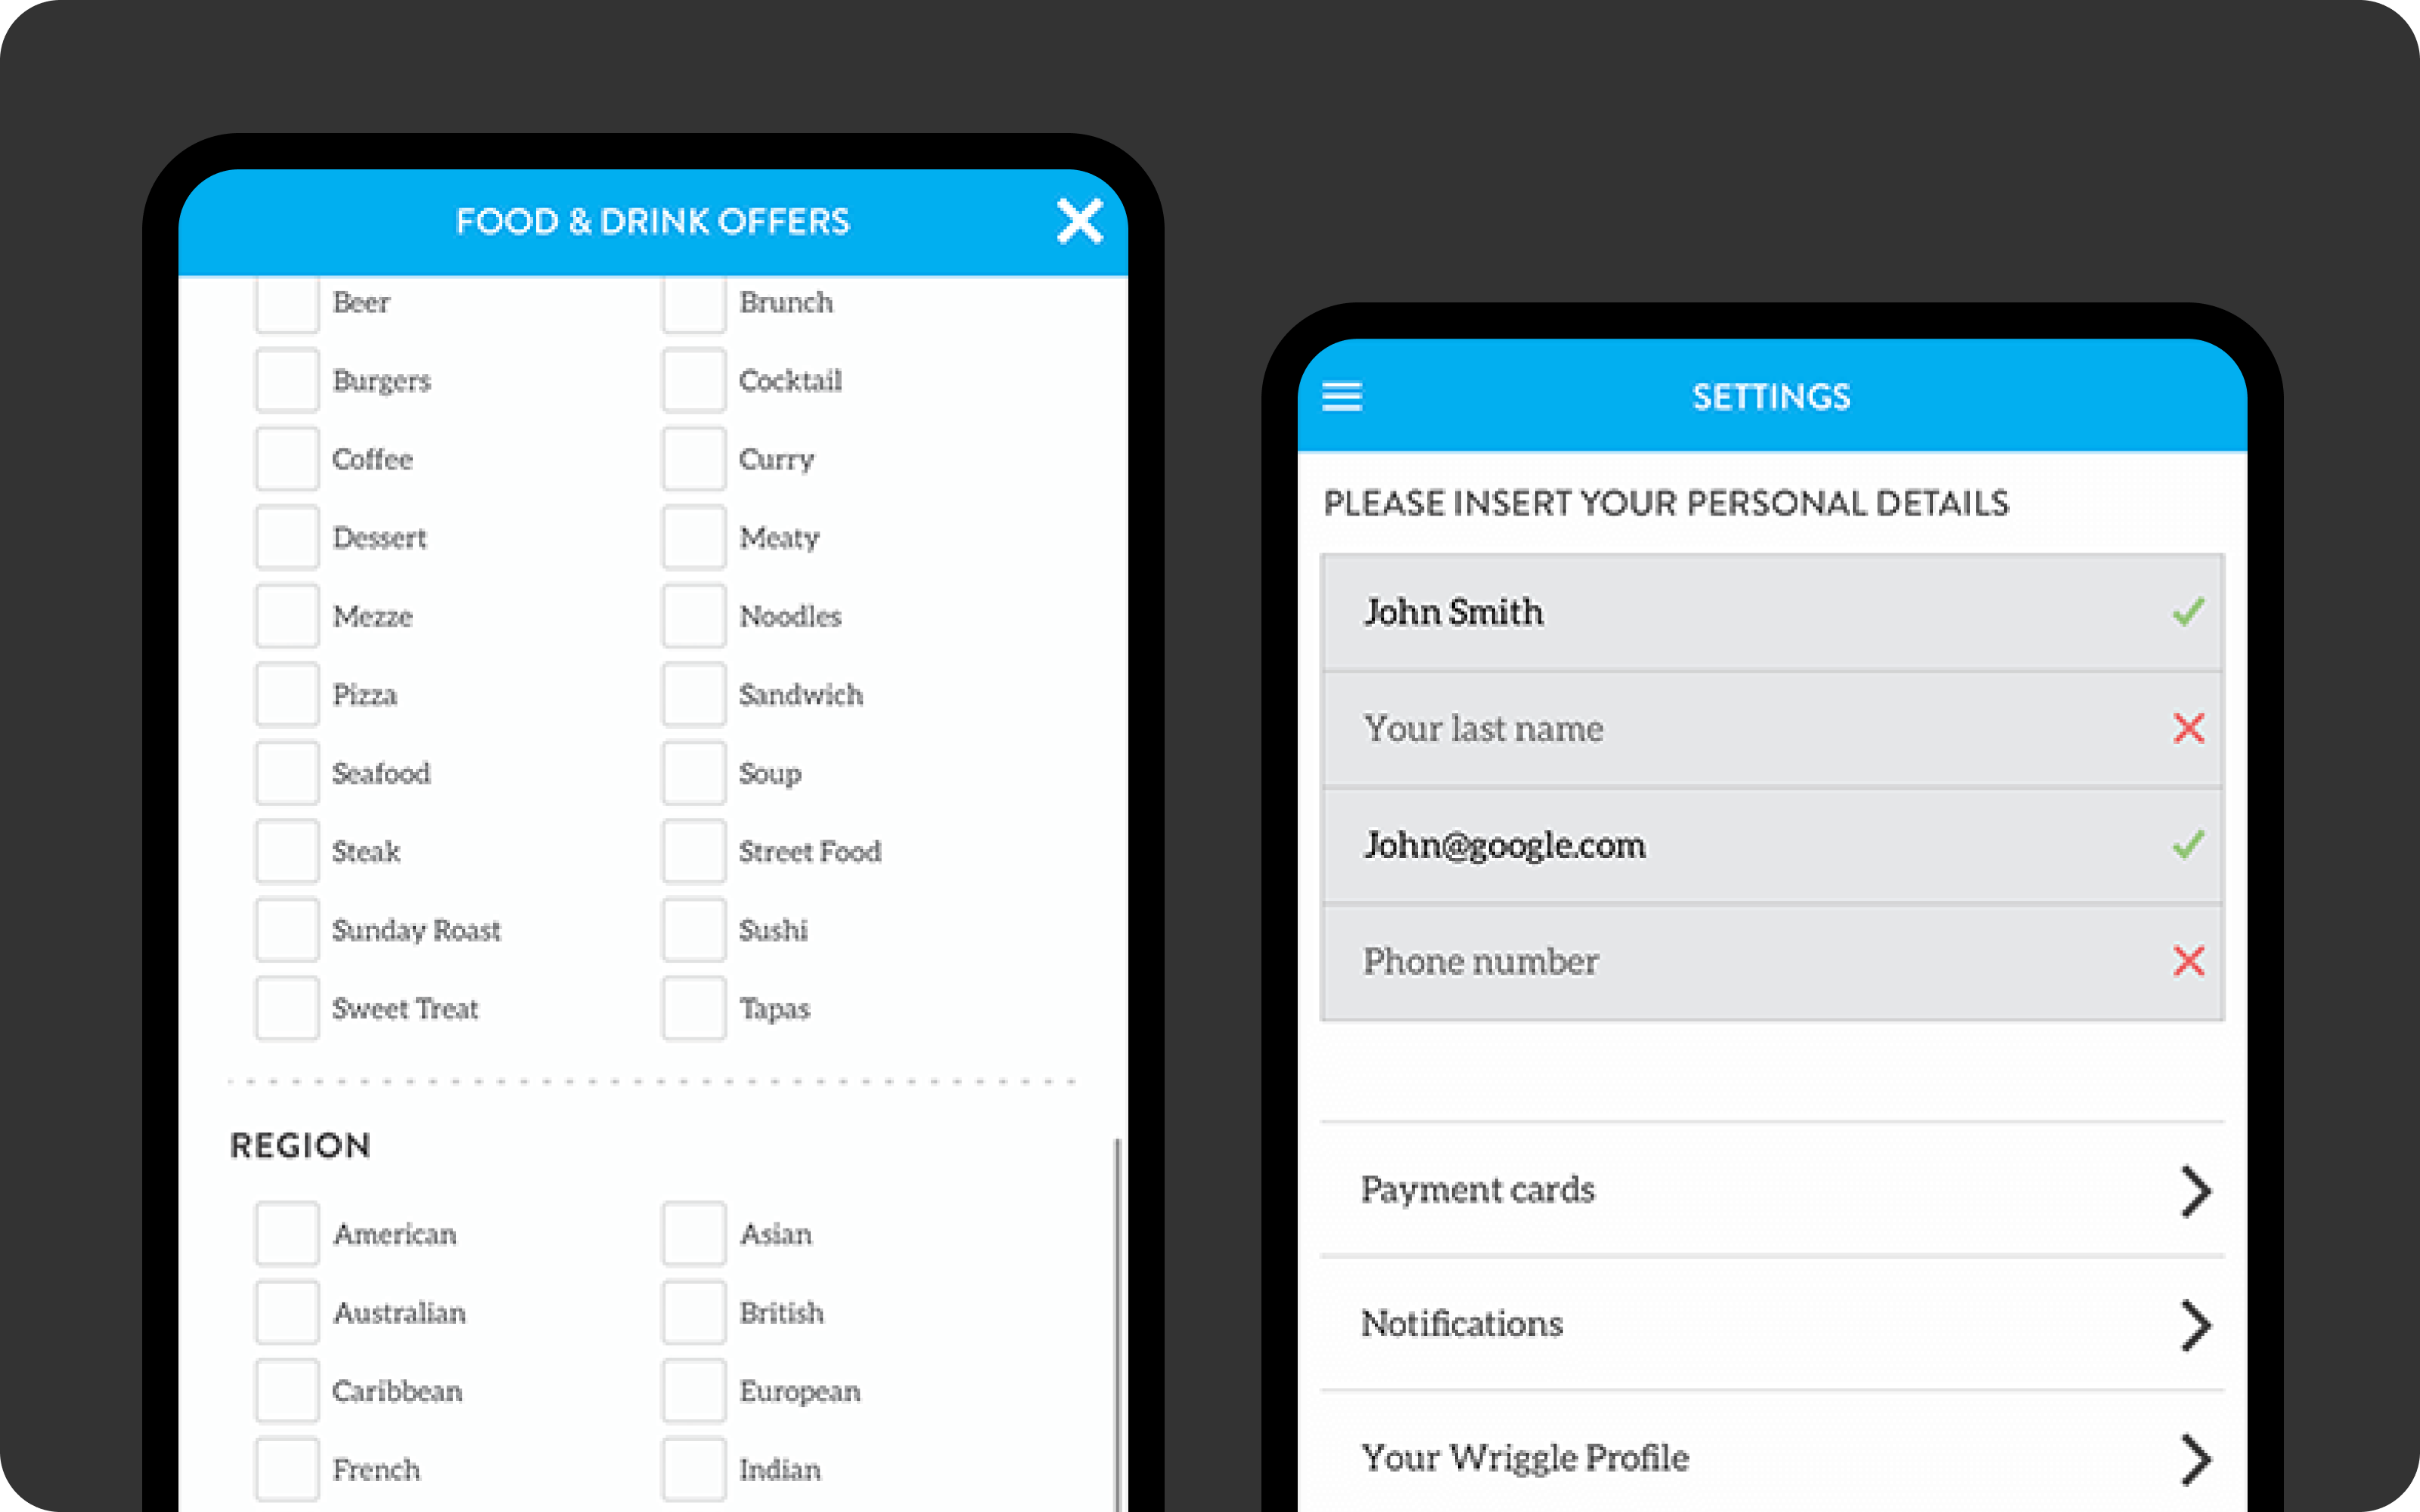 FOOD & DRINK OFFERS
Beer
Brunch
Burgers
Cocktail
Coffee
Curry
Dessert
Meaty
Mezze
Noodles
Pizza
Sandwich
Seafood
Soup
Steak
Street Food
Sunday Roast
Sushi
Sweet Treat
Tapas
REGION
American
Asian
Australian
British
Caribbean
European
French
Indian
SETTINGS
PLEASE INSERT YOUR PERSONAL DETAILS
John Smith
Your last name
John@google.com
Phone number
Payment cards
Notifications
Your Wriggle Profile